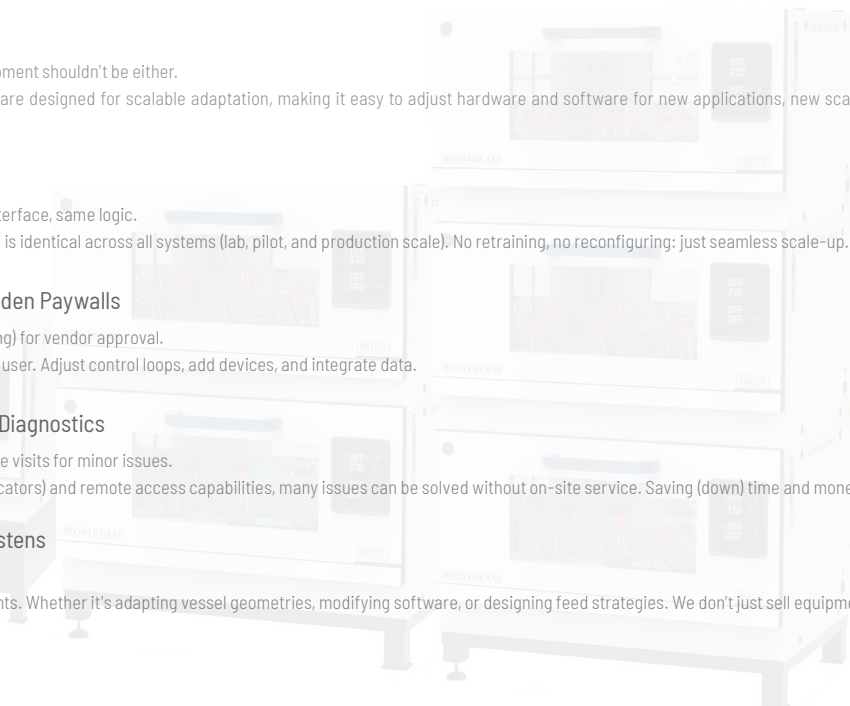 pment shouldn't be either.
are designed for scalable adaptation, making it easy to adjust hardware and software for new applications, new sca
BIOSTREAM
terface, same logic.
is identical across all systems (lab, pilot, and production scale). No retraining, no reconfiguring: just seamless scale-up.
den Paywalls
ng) for vendor approval.
user. Adjust control loops, add devices, and integrate data.
BIOSTREAM
Diagnostics
e visits for minor issues.
cators) and remote access capabilities, many issues can be solved without on-site service. Saving (down) time and mone
BIOSTREAM
stens
BIOSTREAM
nts. Whether it's adapting vessel geometries, modifying software, or designing feed strategies. We don't just sell equipme